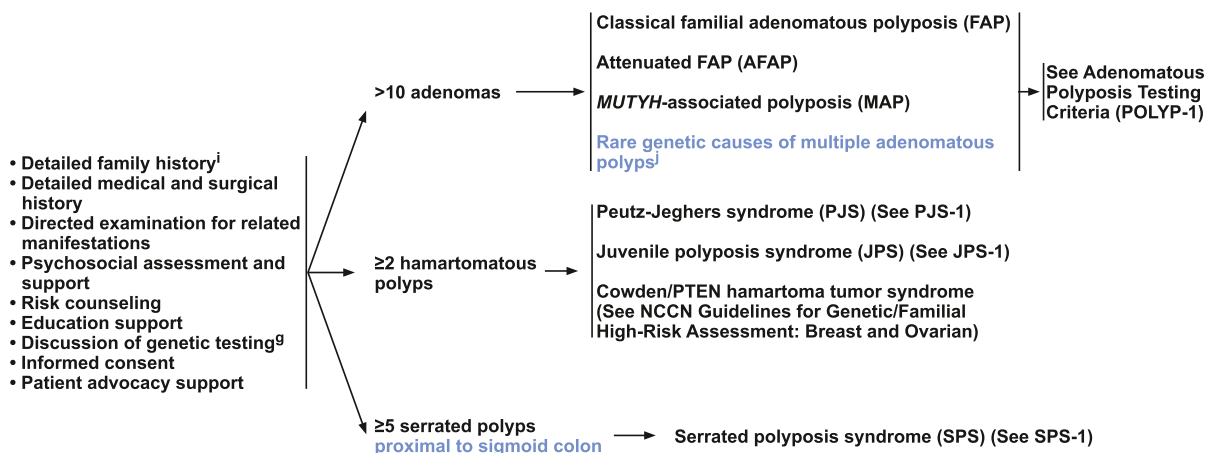 • Detailed family historyⁱ
• Detailed medical and surgical
history
• Directed examination for related
manifestations
• Psychosocial assessment and
support
• Risk counseling
• Education support
• Discussion of genetic testingᵍ
• Informed consent
• Patient advocacy support
>10 adenomas
Classical familial adenomatous polyposis (FAP)
Attenuated FAP (AFAP)
MUTYH-associated polyposis (MAP)
Rare genetic causes of multiple adenomatous
polypsʲ
See Adenomatous
Polyposis Testing
Criteria (POLYP-1)
≥2 hamartomatous
polyps
Peutz-Jeghers syndrome (PJS) (See PJS-1)
Juvenile polyposis syndrome (JPS) (See JPS-1)
Cowden/PTEN hamartoma tumor syndrome
(See NCCN Guidelines for Genetic/Familial
High-Risk Assessment: Breast and Ovarian)
≥5 serrated polyps
proximal to sigmoid colon
Serrated polyposis syndrome (SPS) (See SPS-1)